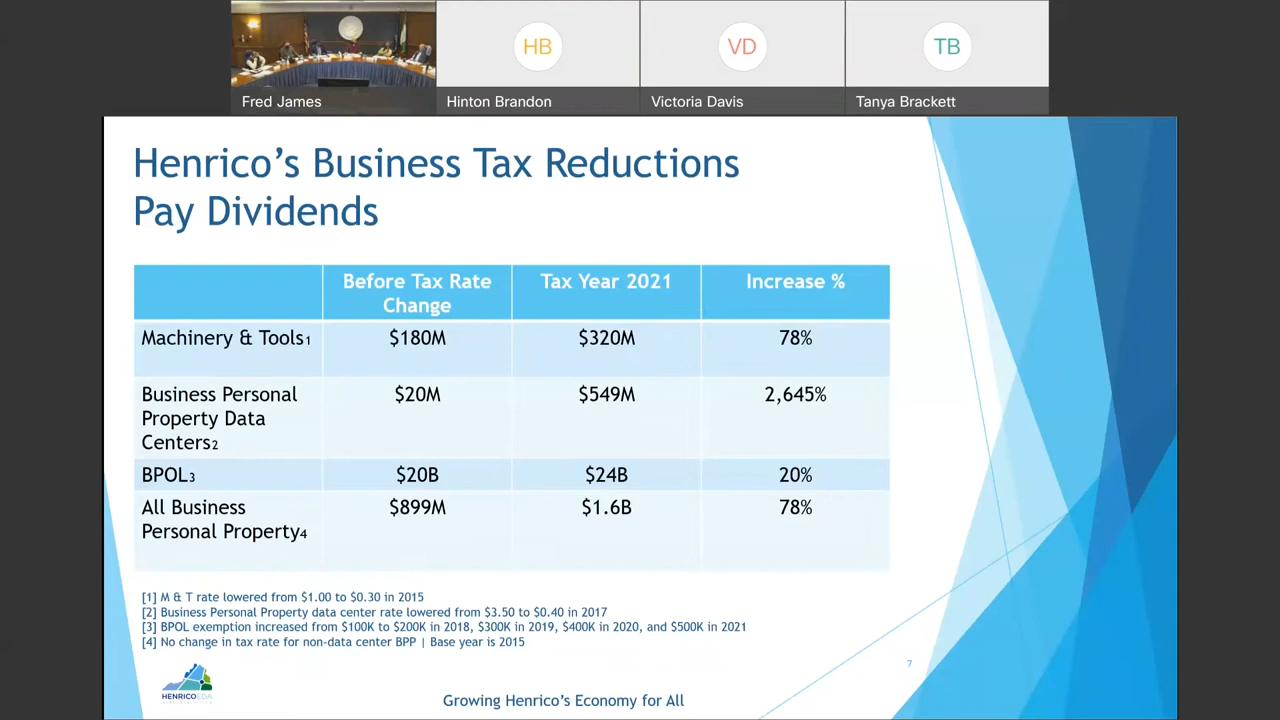 HB
VD
TB
Fred James
Hinton Brandon
Victoria Davis
Tanya Brackett
Henrico's Business Tax Reductions
Pay Dividends
Before Tax Rate
Change
Tax Year 2021
Increase %
Machinery & Tools1
$180M
$320M
78%
Business Personal
Property Data
Centers2
$20M
$549M
2,645%
BPOL3
$20B
$24B
20%
All Business
Personal Property4
$899M
$1.6B
78%
[1] M & T rate lowered from $1.00 to $0.30 in 2015
[2] Business Personal Property data center rate lowered from $3.50 to $0.40 in 2017
[3] BPOL exemption increased from $100K to $200K in 2018, $300K in 2019, $400K in 2020, and $500K in 2021
[4] No change in tax rate for non-data center BPP | Base year is 2015
7
HENRICOEDA
Growing Henrico's Economy for All